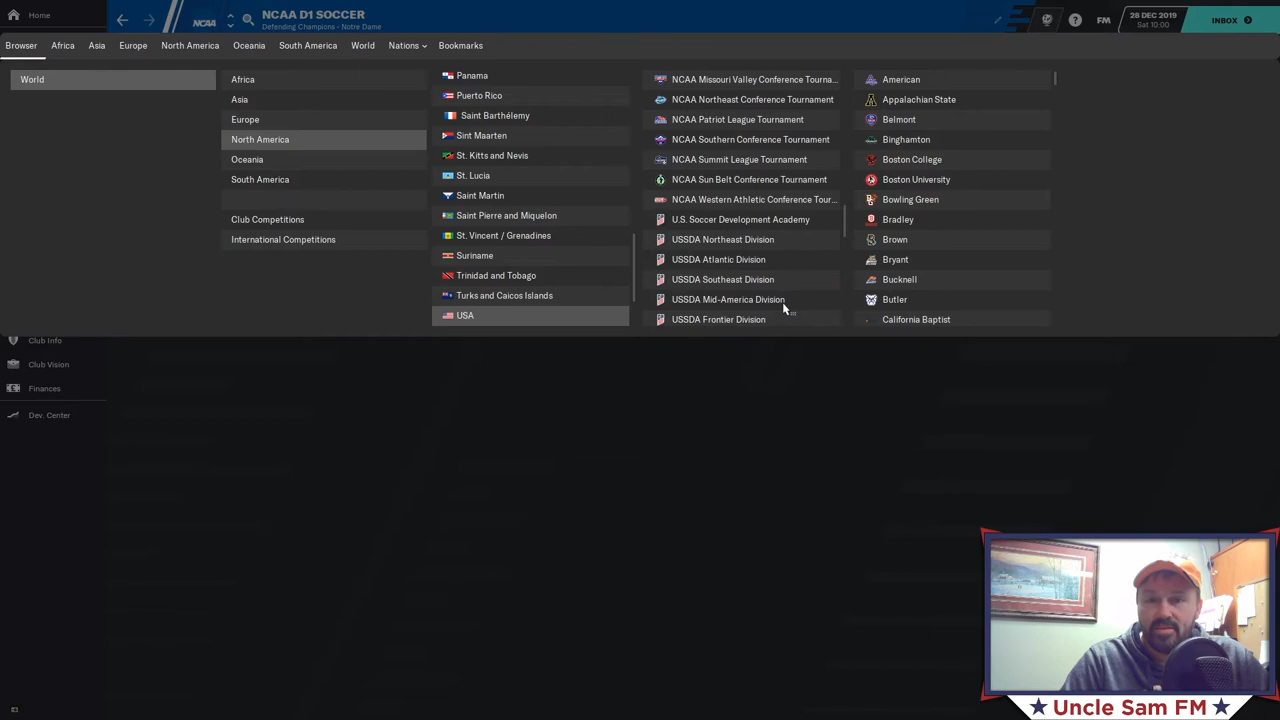 Home
NCAA
NCAA D1 SOCCER
Defending Champions - Notre Dame
FM
28 DEC 2019
Sat 10:00
INBOX
Browser
Africa
Asia
Europe
North America
Oceania
South America
World
Nations
Bookmarks
World
Africa
Asia
Europe
North America
Oceania
South America
Club Competitions
International Competitions
Panama
Puerto Rico
Saint Barthélemy
Sint Maarten
St. Kitts and Nevis
St. Lucia
Saint Martin
Saint Pierre and Miquelon
St. Vincent / Grenadines
Suriname
Trinidad and Tobago
Turks and Caicos Islands
USA
NCAA Missouri Valley Conference Tourna...
NCAA Northeast Conference Tournament
NCAA Patriot League Tournament
NCAA Southern Conference Tournament
NCAA Summit League Tournament
NCAA Sun Belt Conference Tournament
NCAA Western Athletic Conference Tour...
U.S. Soccer Development Academy
USSDA Northeast Division
USSDA Atlantic Division
USSDA Southeast Division
USSDA Mid-America Division
USSDA Frontier Division
American
Appalachian State
Belmont
Binghamton
Boston College
Boston University
Bowling Green
Bradley
Brown
Bryant
Bucknell
Butler
California Baptist
Club Info
Club Vision
Finances
Dev. Center
Uncle Sam FM